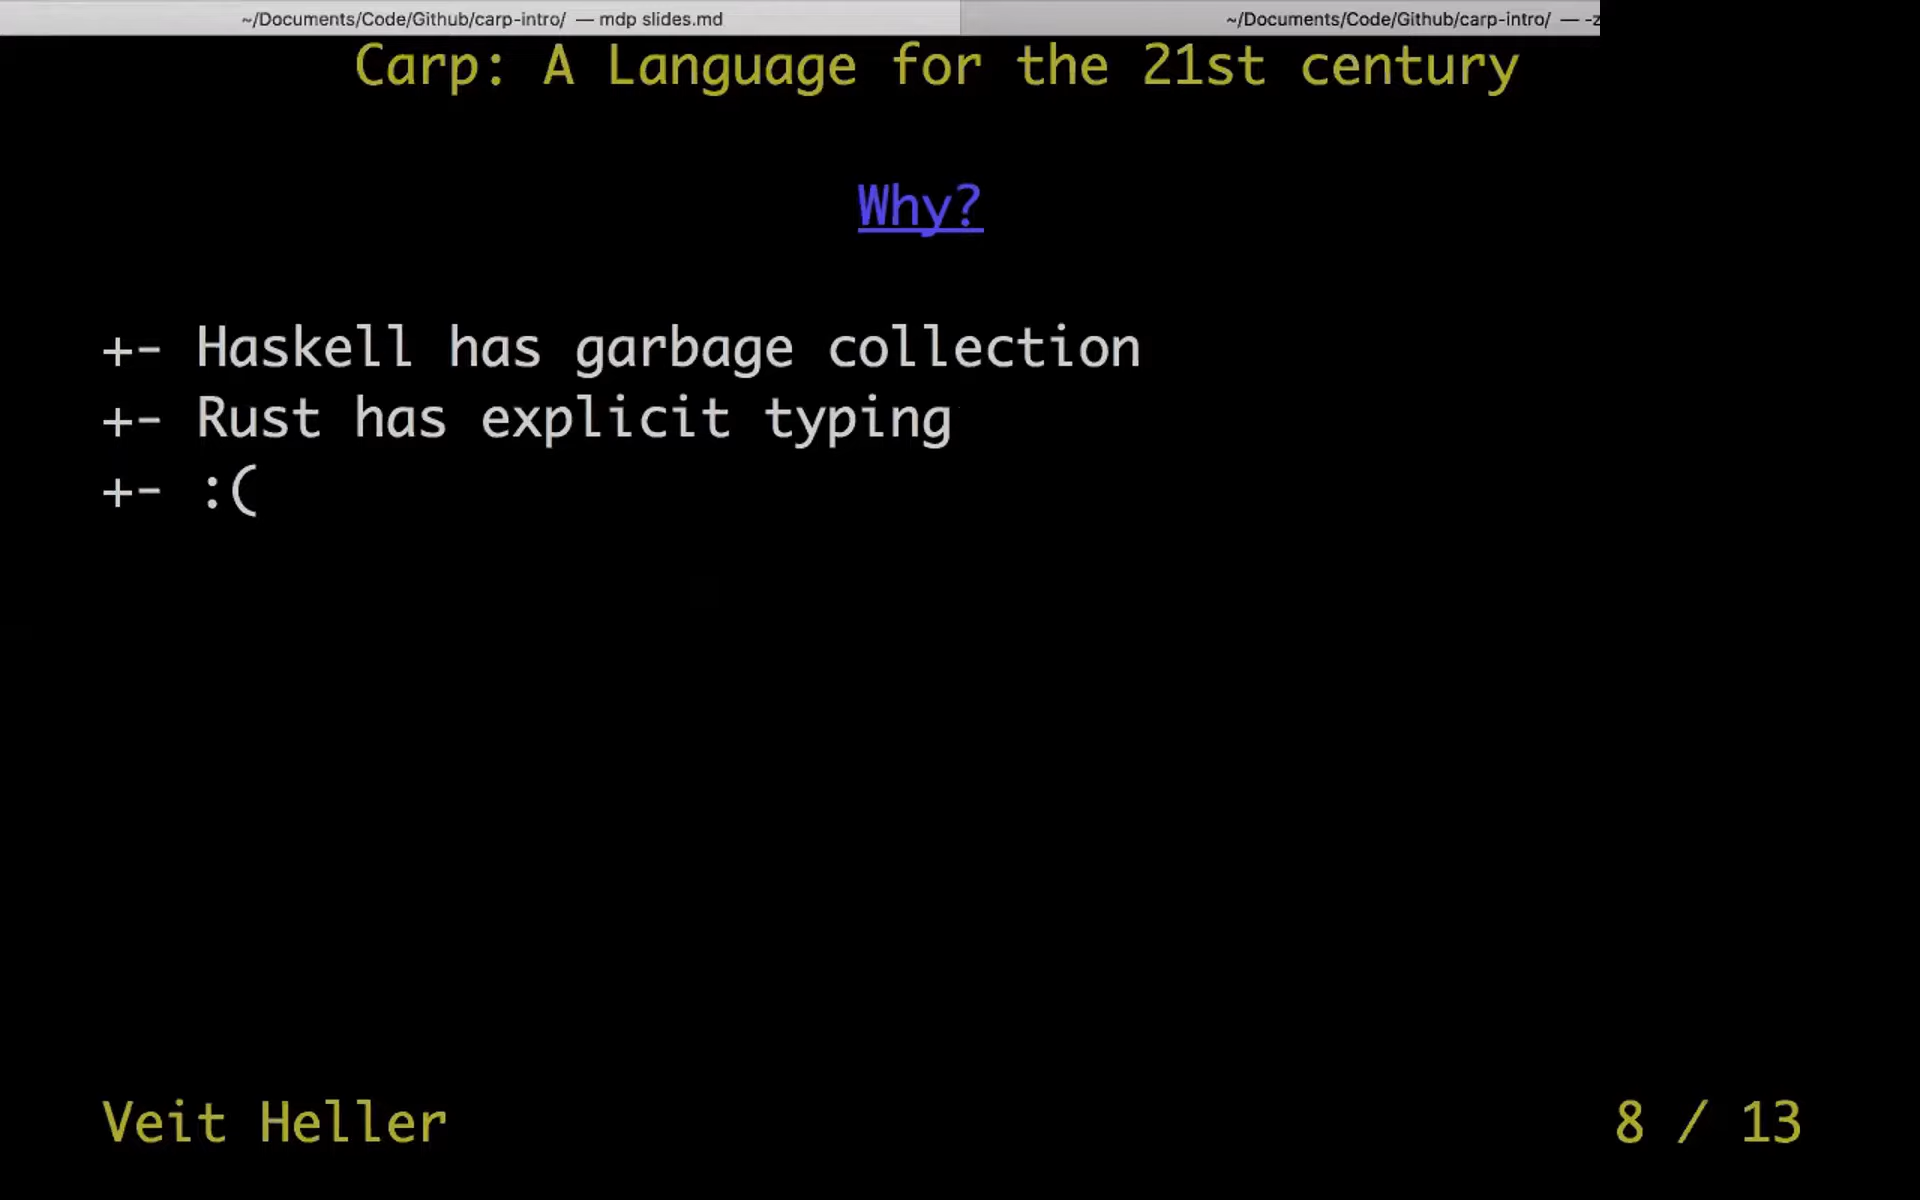 ~/Documents/Code/Github/carp-intro/ — mdp slides.md
~/Documents/Code/Github/carp-intro/ — -z
Carp: A Language for the 21st century
Why?
+- Haskell has garbage collection
+- Rust has explicit typing
+- :(
Veit Heller
8 / 13